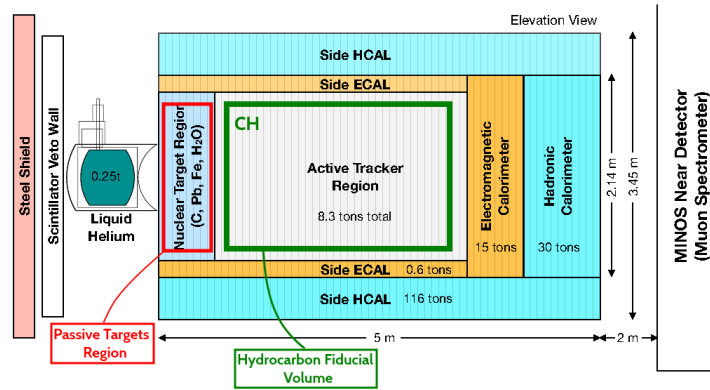 Elevation View
Steel Shield
Scintillator Veto Wall
0.25t
Liquid
Helium
Side HCAL
Side ECAL
Nuclear Target Region
(C, Pb, Fe, H₂O)
CH
Active Tracker
Region
8.3 tons total
Electromagnetic
Calorimeter
15 tons
Hadronic
Calorimeter
30 tons
Side ECAL 0.6 tons
Side HCAL 116 tons
2.14 m
3.45 m
MINOS Near Detector
(Muon Spectrometer)
5 m
2 m
Passive Targets
Region
Hydrocarbon Fiducial
Volume